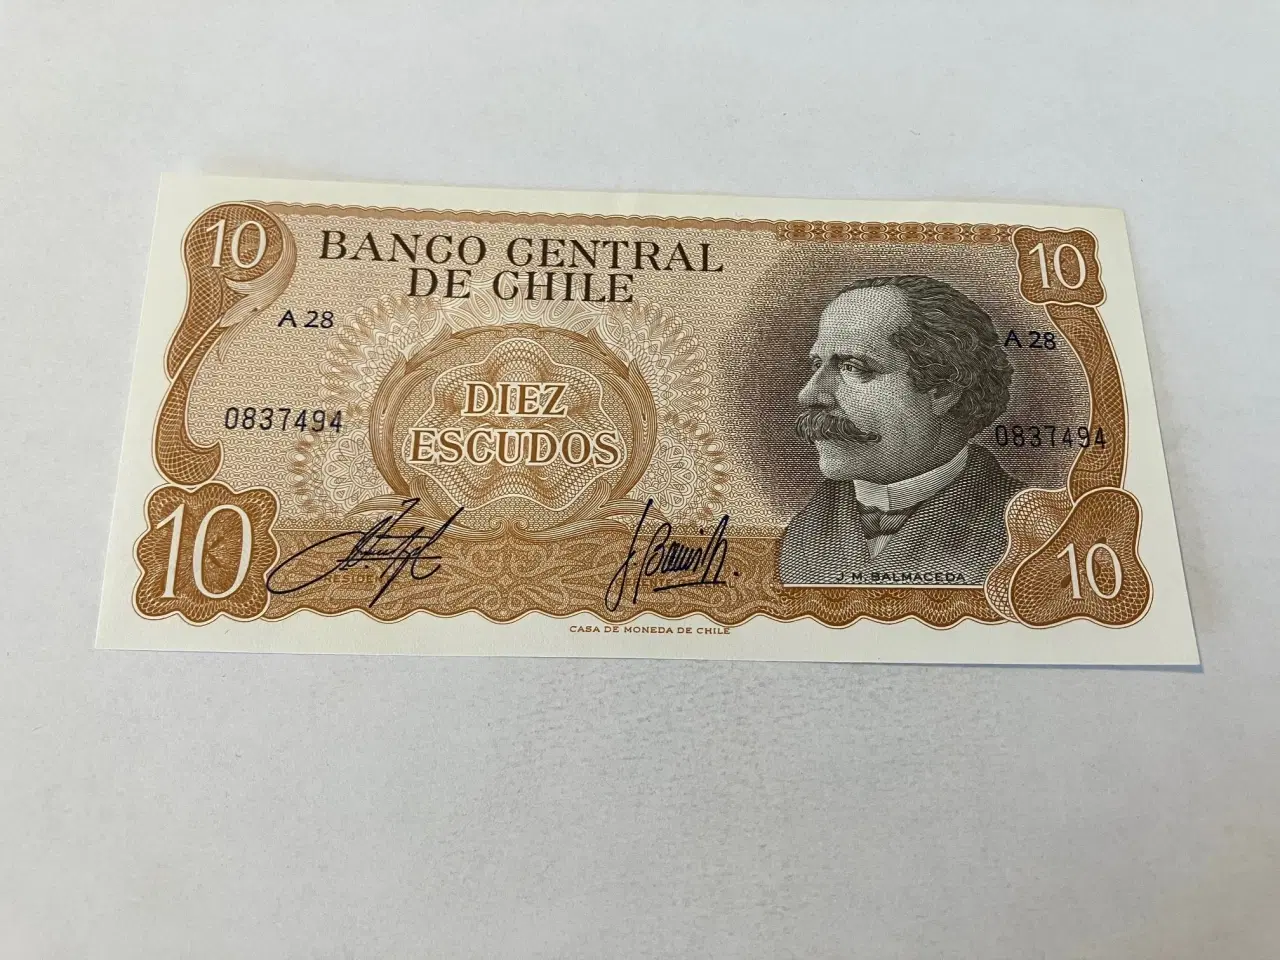 10
10
BANCO CENTRAL
DE CHILE
A 28
A 28
DIEZ
ESCUDOS
0837494
0837494
10
10
J. M. BALMACEDA
CASA DE MONEDA DE CHILE